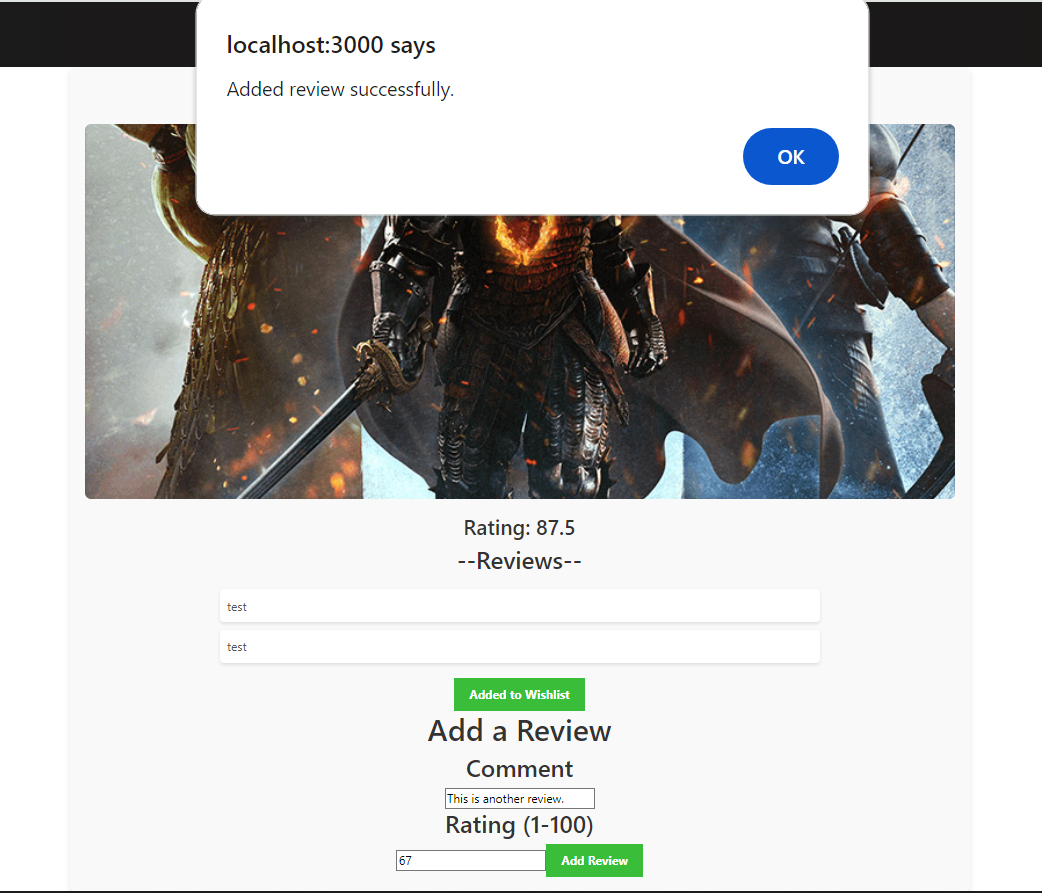 localhost:3000 says
Added review successfully.
OK
Rating: 87.5
--Reviews--
test
test
Added to Wishlist
Add a Review
Comment
This is another review.
Rating (1-100)
67
Add Review